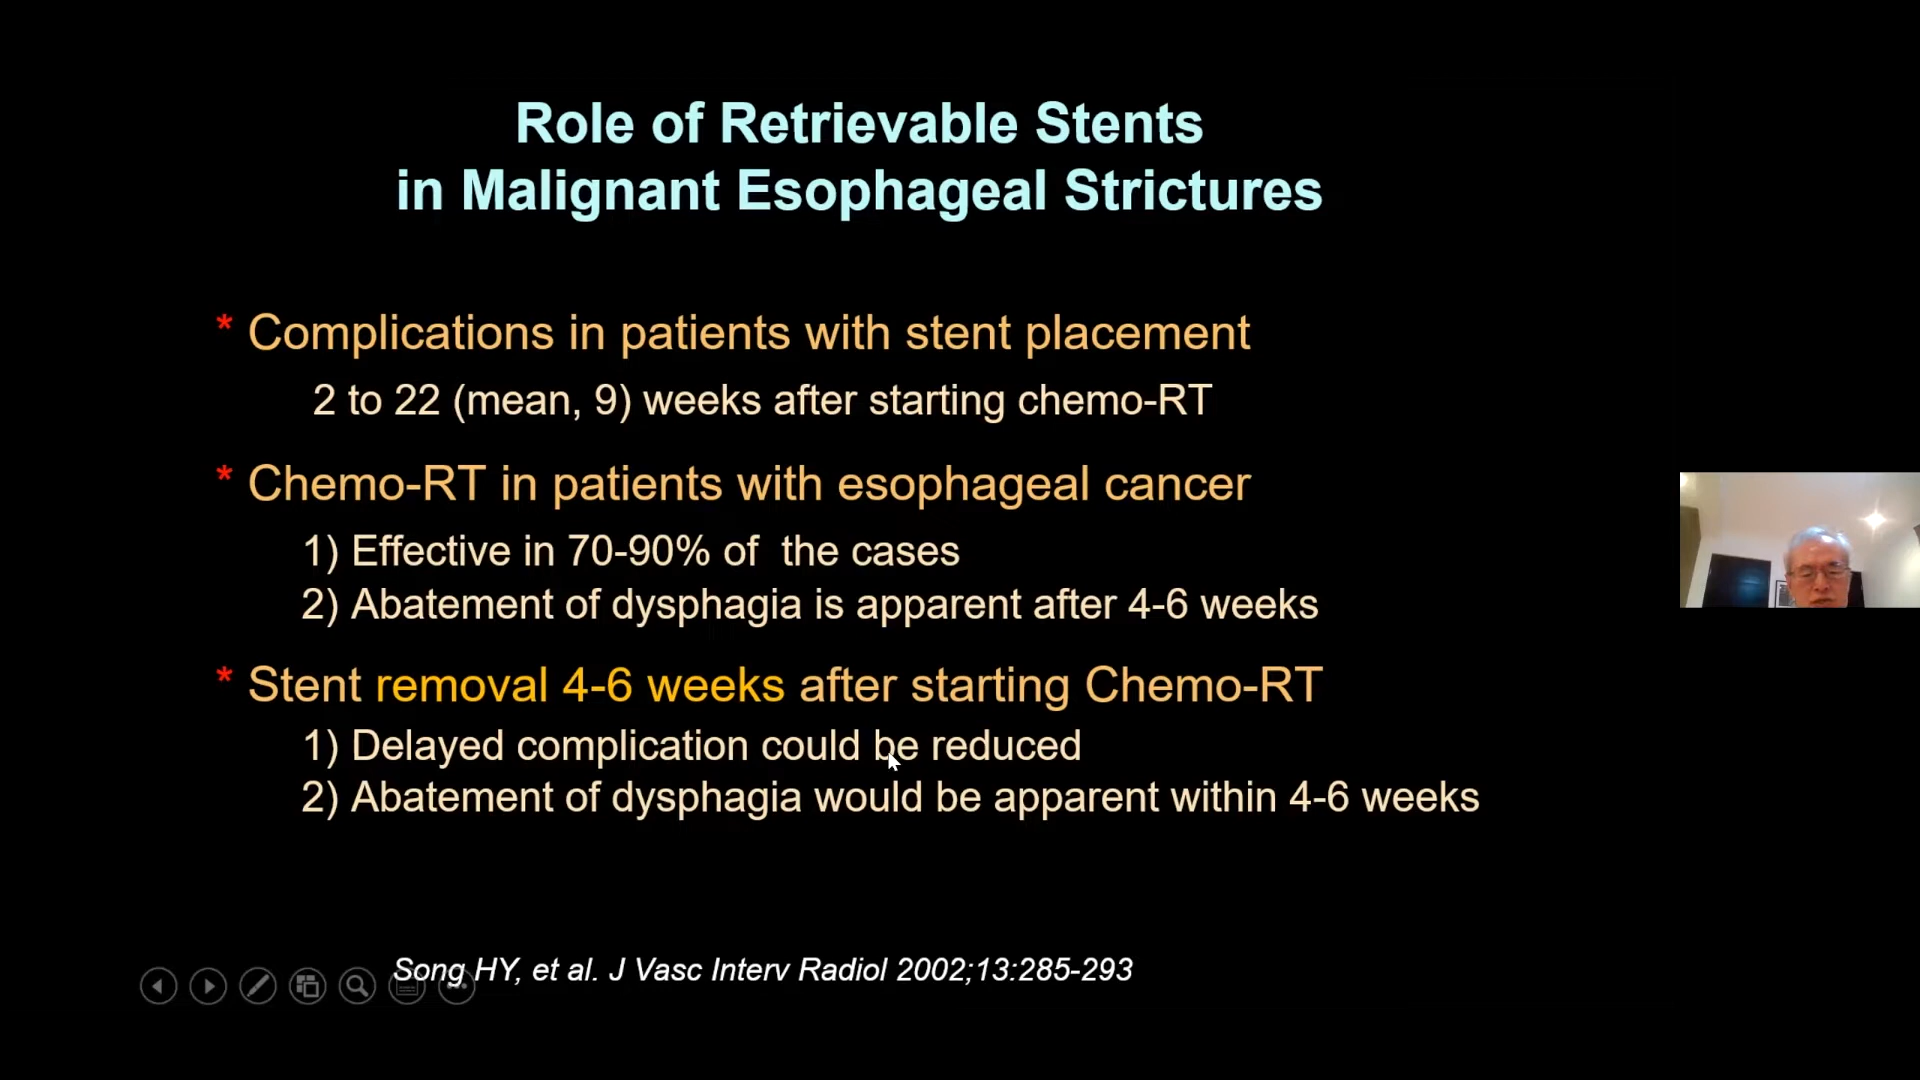 Role of Retrievable Stents
in Malignant Esophageal Strictures
* Complications in patients with stent placement
2 to 22 (mean, 9) weeks after starting chemo-RT
* Chemo-RT in patients with esophageal cancer
1) Effective in 70-90% of the cases
2) Abatement of dysphagia is apparent after 4-6 weeks
* Stent removal 4-6 weeks after starting Chemo-RT
1) Delayed complication could be reduced
2) Abatement of dysphagia would be apparent within 4-6 weeks
Song HY, et al. J Vasc Interv Radiol 2002;13:285-293